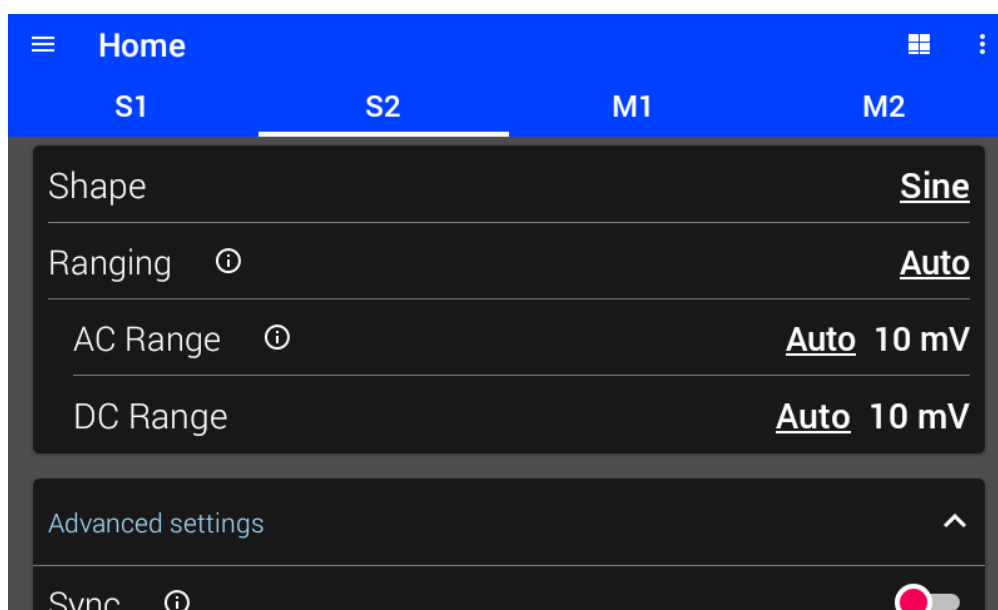 Home
S1 S2 M1 M2
Shape Sine
Ranging Auto
AC Range Auto 10 mV
DC Range Auto 10 mV
Advanced settings
Sync